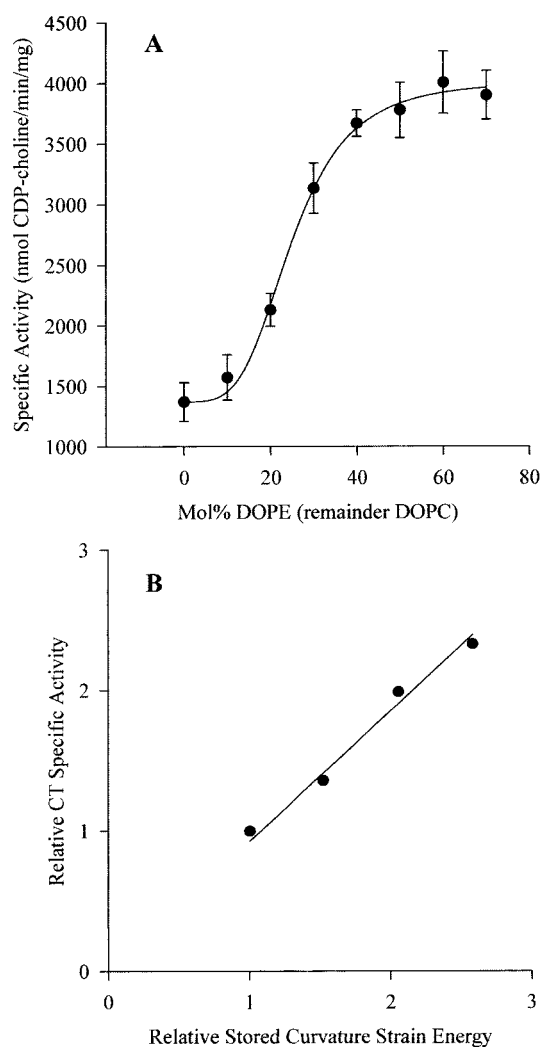 A
4500
4000
3500
3000
2500
2000
1500
1000
Specific Activity (nmol CDP-choline/min/mg)
0 20 40 60 80
Mol% DOPE (remainder DOPC)
B
3
2
1
0
Relative CT Specific Activity
0 1 2 3
Relative Stored Curvature Strain Energy